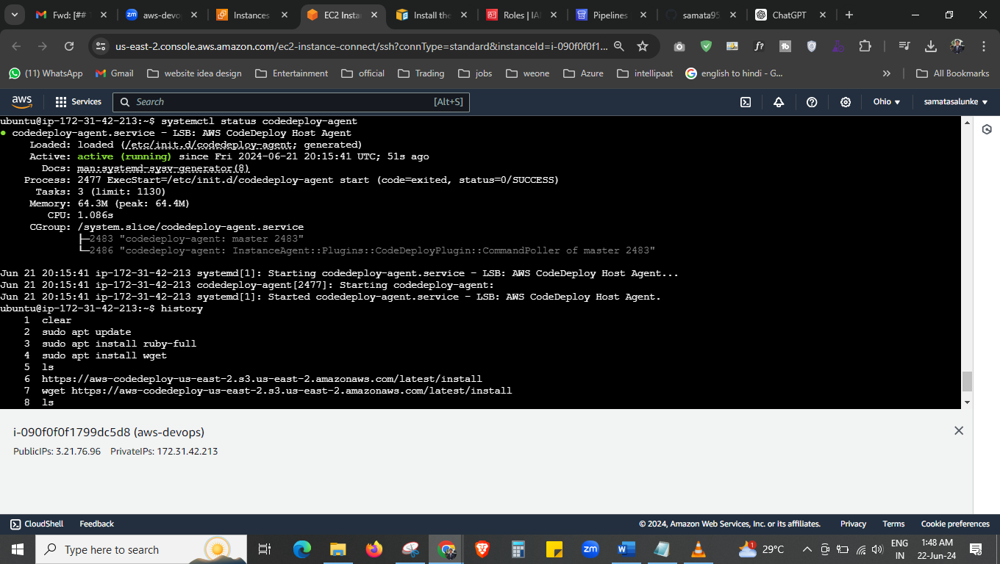 Fwd: [##
aws-devo
Instances
EC2 Insta
Install the
Roles | IA
Pipelines
samata95
ChatGPT
us-east-2.console.aws.amazon.com/ec2-instance-connect/ssh?connType=standard&instanceId=i-090f0f0f1...
(11) WhatsApp
Gmail
website idea design
Entertainment
official
Trading
jobs
weone
Azure
intellipaat
english to hindi - G...
All Bookmarks
aws
Services
Search
[Alt+S]
Ohio
samatasalunke
ubuntu@ip-172-31-42-213:~$ systemctl status codedeploy-agent
● codedeploy-agent.service - LSB: AWS CodeDeploy Host Agent
Loaded: loaded (/etc/init.d/codedeploy-agent; generated)
Active: active (running) since Fri 2024-06-21 20:15:41 UTC; 51s ago
Docs: man:systemd-sysv-generator(8)
Process: 2477 ExecStart=/etc/init.d/codedeploy-agent start (code=exited, status=0/SUCCESS)
Tasks: 3 (limit: 1130)
Memory: 64.3M (peak: 64.4M)
CPU: 1.086s
CGroup: /system.slice/codedeploy-agent.service
├─2483 "codedeploy-agent: master 2483"
└─2486 "codedeploy-agent: InstanceAgent::Plugins::CodeDeployPlugin::CommandPoller of master 2483"
Jun 21 20:15:41 ip-172-31-42-213 systemd[1]: Starting codedeploy-agent.service - LSB: AWS CodeDeploy Host Agent...
Jun 21 20:15:41 ip-172-31-42-213 codedeploy-agent[2477]: Starting codedeploy-agent:
Jun 21 20:15:41 ip-172-31-42-213 systemd[1]: Started codedeploy-agent.service - LSB: AWS CodeDeploy Host Agent.
ubuntu@ip-172-31-42-213:~$ history
1 clear
2 sudo apt update
3 sudo apt install ruby-full
4 sudo apt install wget
5 ls
6 https://aws-codedeploy-us-east-2.s3.us-east-2.amazonaws.com/latest/install
7 wget https://aws-codedeploy-us-east-2.s3.us-east-2.amazonaws.com/latest/install
8 ls
i-090f0f0f1799dc5d8 (aws-devops)
PublicIPs: 3.21.76.96 PrivateIPs: 172.31.42.213
CloudShell
Feedback
© 2024, Amazon Web Services, Inc. or its affiliates.
Privacy
Terms
Cookie preferences
Type here to search
29°C
ENG
IN
1:48 AM
22-Jun-24